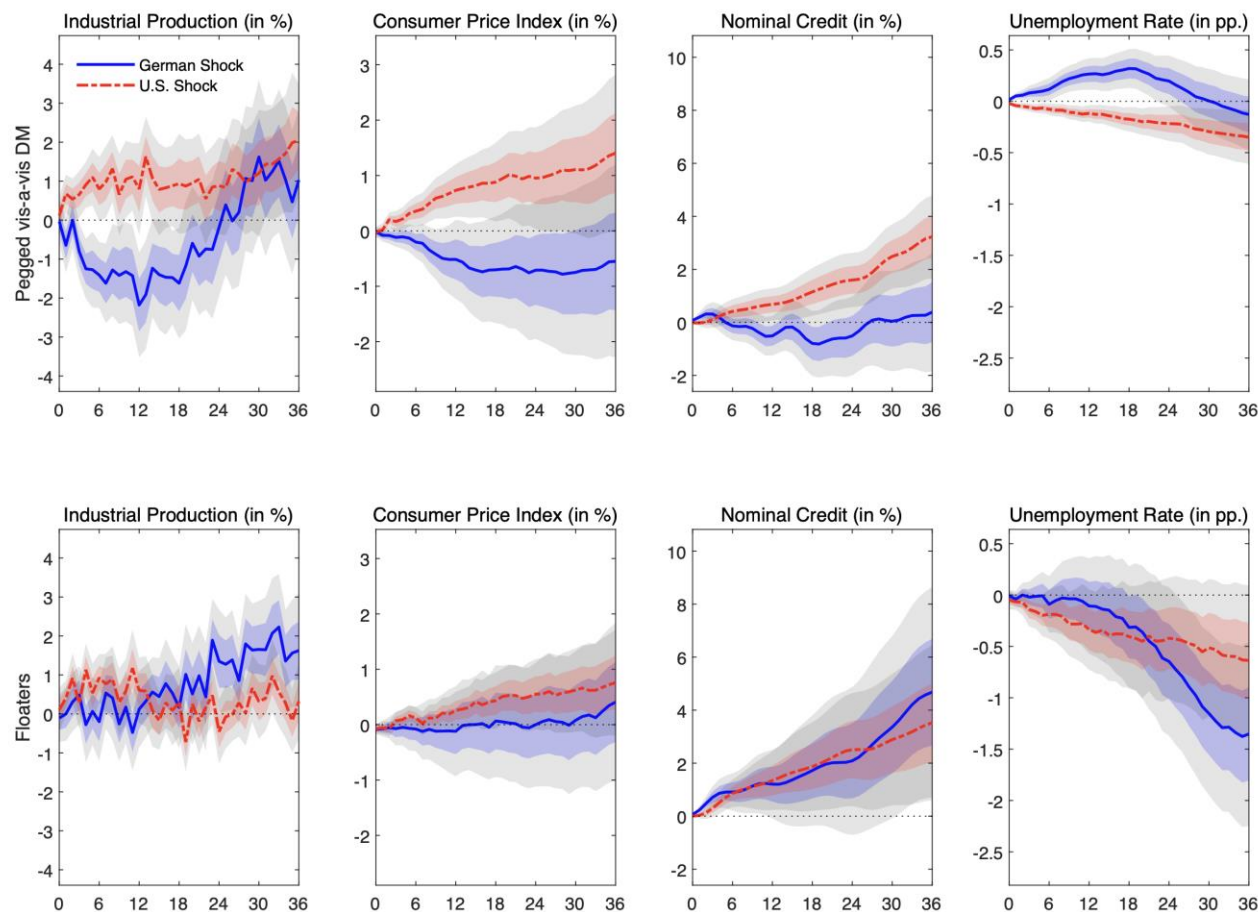 Industrial Production (in %)
Consumer Price Index (in %)
Nominal Credit (in %)
Unemployment Rate (in pp.)
Pegged vis-a-vis DM
German Shock
U.S. Shock
4
3
2
1
0
-1
-2
-3
-4
0 6 12 18 24 30 36
3
2
1
0
-1
-2
0 6 12 18 24 30 36
10
8
6
4
2
0
-2
0 6 12 18 24 30 36
0.5
0
-0.5
-1
-1.5
-2
-2.5
0 6 12 18 24 30 36
Industrial Production (in %)
Consumer Price Index (in %)
Nominal Credit (in %)
Unemployment Rate (in pp.)
Floaters
4
3
2
1
0
-1
-2
-3
-4
0 6 12 18 24 30 36
3
2
1
0
-1
-2
0 6 12 18 24 30 36
10
8
6
4
2
0
-2
0 6 12 18 24 30 36
0.5
0
-0.5
-1
-1.5
-2
-2.5
0 6 12 18 24 30 36